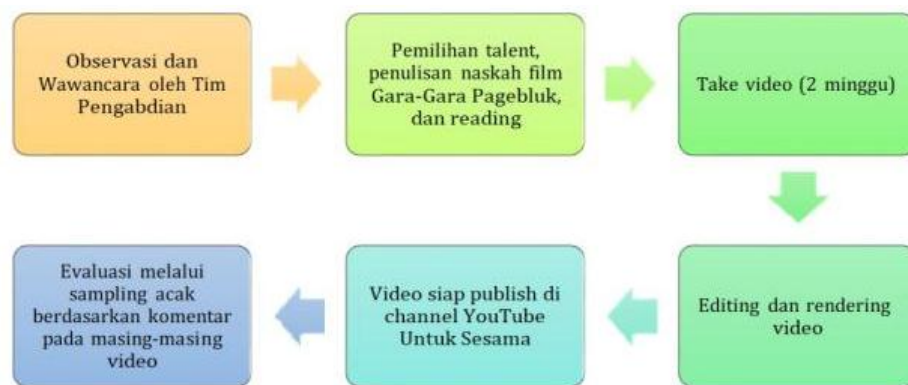 Observasi dan
Wawancara oleh Tim
Pengabdian
Pemilihan talent,
penulisan naskah film
Gara-Gara Pagebluk,
dan reading
Take video (2 minggu)
Editing dan rendering
video
Video siap publish di
channel YouTube
Untuk Sesama
Evaluasi melalui
sampling acak
berdasarkan komentar
pada masing-masing
video